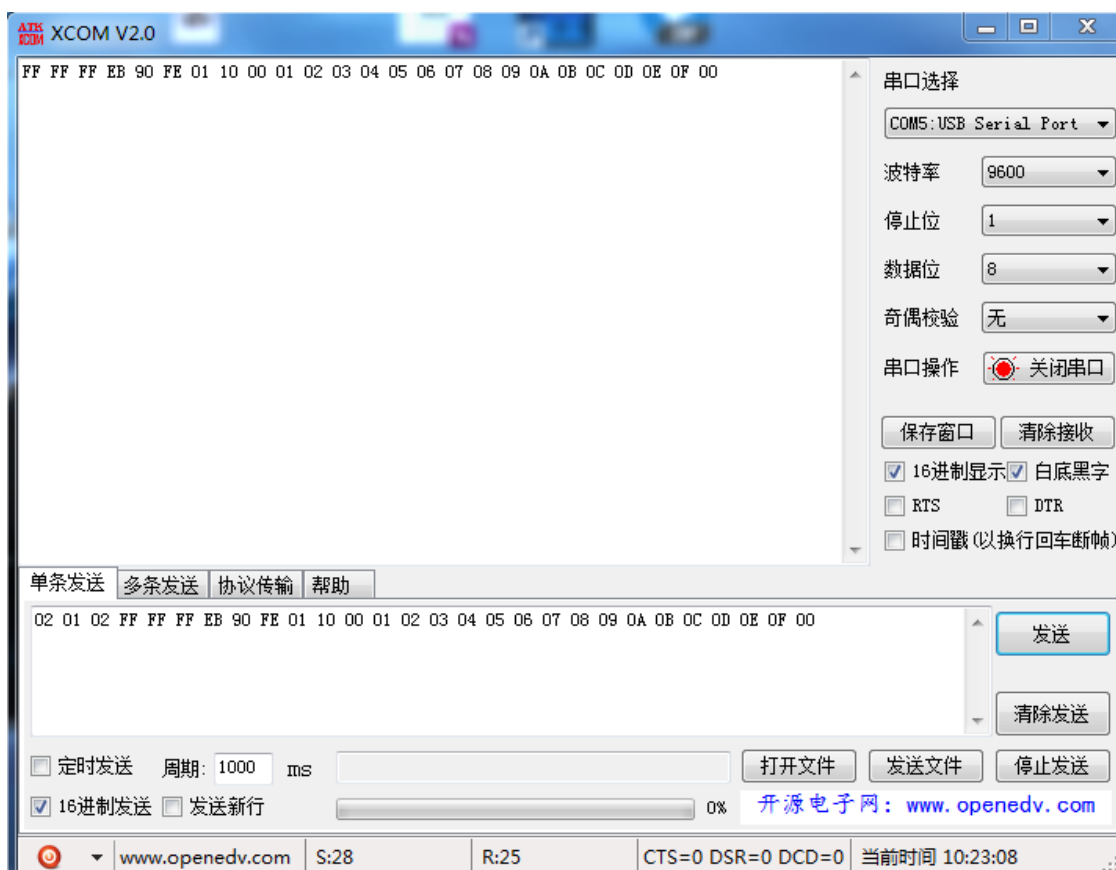 ATK XCOM XCOM V2.0
FF FF FF EB 90 FE 01 10 00 01 02 03 04 05 06 07 08 09 0A 0B 0C 0D 0E 0F 00
串口选择
COM5:USB Serial Port
波特率 9600
停止位 1
数据位 8
奇偶校验 无
串口操作 关闭串口
保存窗口 清除接收
16进制显示 白底黑字
RTS DTR
时间戳(以换行回车断帧)
单条发送 多条发送 协议传输 帮助
02 01 02 FF FF FF EB 90 FE 01 10 00 01 02 03 04 05 06 07 08 09 0A 0B 0C 0D 0E 0F 00
发送
清除发送
定时发送 周期: 1000 ms 打开文件 发送文件 停止发送
16进制发送 发送新行 0% 开源电子网: www.openedv.com
www.openedv.com S:28 R:25 CTS=0 DSR=0 DCD=0 当前时间 10:23:08